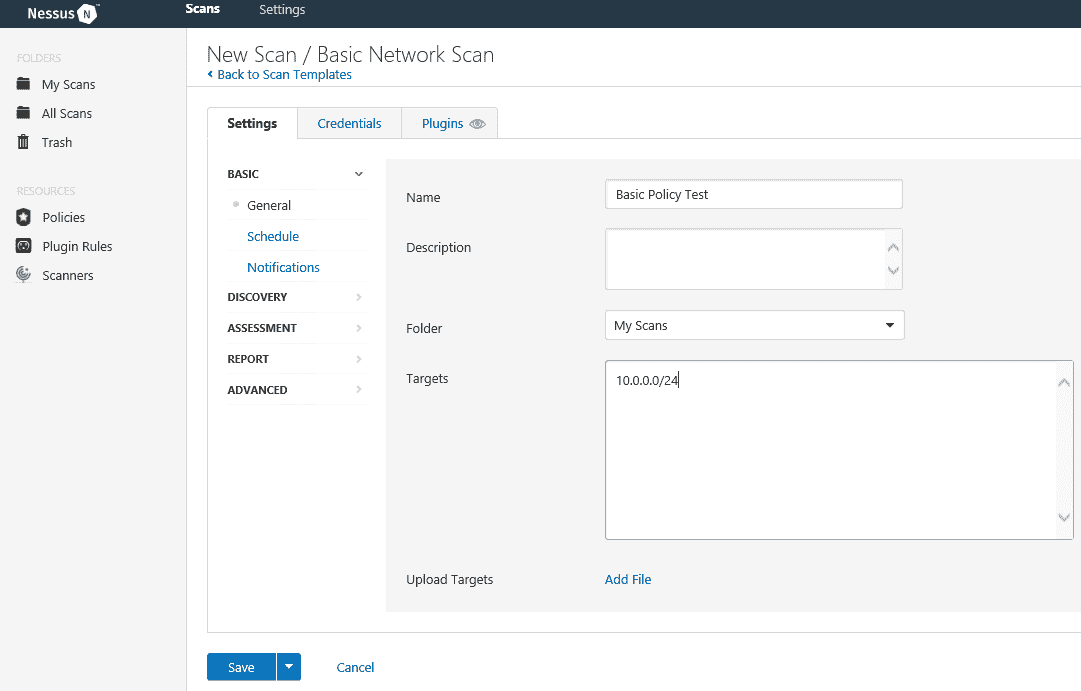 Nessus N
Scans Settings
FOLDERS
My Scans
All Scans
Trash
RESOURCES
Policies
Plugin Rules
Scanners
New Scan / Basic Network Scan
Back to Scan Templates
Settings Credentials Plugins
BASIC
General
Schedule
Notifications
DISCOVERY
ASSESSMENT
REPORT
ADVANCED
Name Basic Policy Test
Description
Folder My Scans
Targets 10.0.0.0/24
Upload Targets Add File
Save Cancel